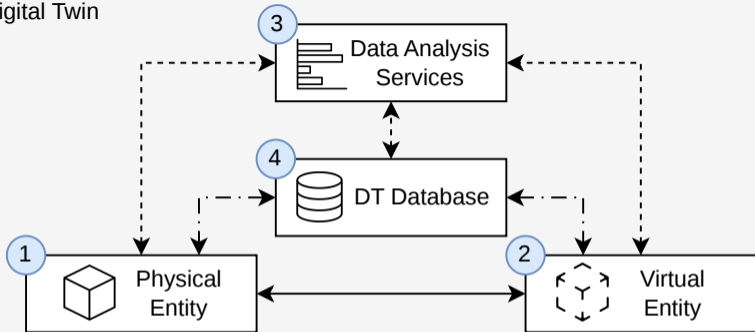 igital Twin
3
Data Analysis
Services
4
DT Database
1
Physical
Entity
2
Virtual
Entity